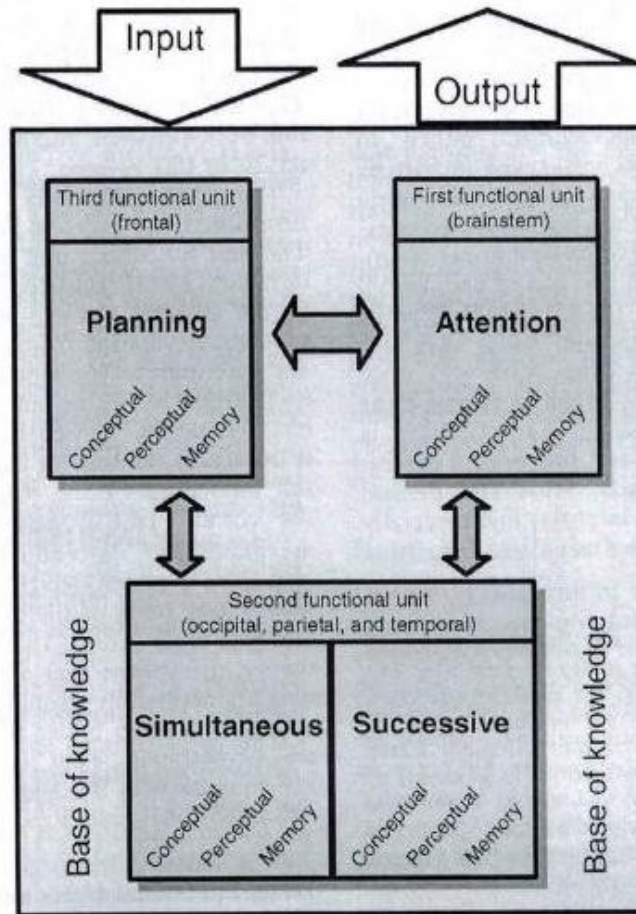 Input
Output
Third functional unit
(frontal)
Planning
Conceptual
Perceptual
Memory
First functional unit
(brainstem)
Attention
Conceptual
Perceptual
Memory
Second functional unit
(occipital, parietal, and temporal)
Simultaneous
Conceptual
Perceptual
Memory
Successive
Conceptual
Perceptual
Memory
Base of knowledge
Base of knowledge